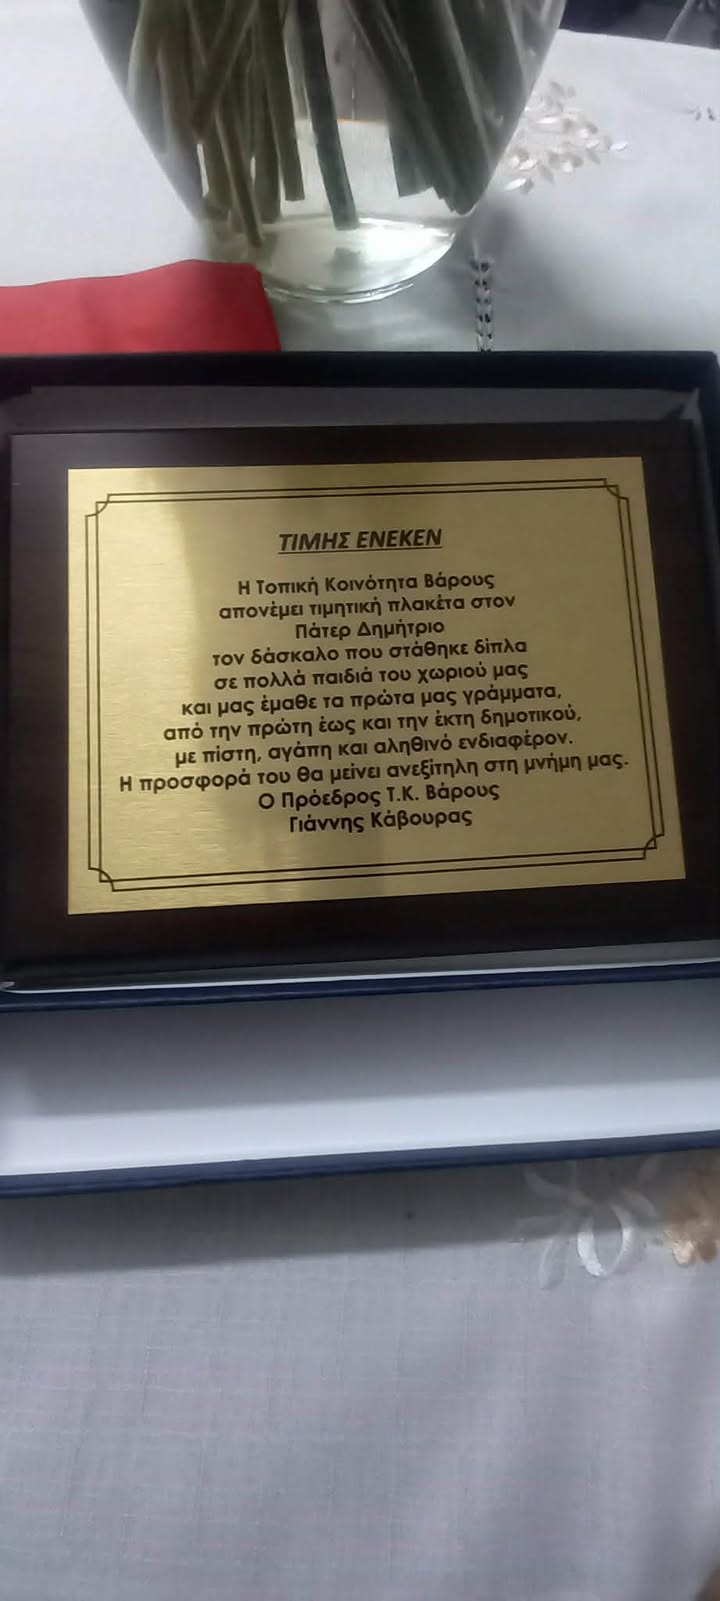 ΤΙΜΗΣ ΕΝΕΚΕΝ
Η Τοπική Κοινότητα Βάρους
απονέμει τιμητική πλακέτα στον
Πάτερ Δημήτριο
τον δάσκαλο που στάθηκε δίπλα
σε πολλά παιδιά του χωριού μας
και μας έμαθε τα πρώτα μας γράμματα,
από την πρώτη έως και την έκτη δημοτικού,
με πίστη, αγάπη και αληθινό ενδιαφέρον.
Η προσφορά του θα μείνει ανεξίτηλη στη μνήμη μας.
Ο Πρόεδρος Τ.Κ. Βάρους
Γιάννης Κάβουρας